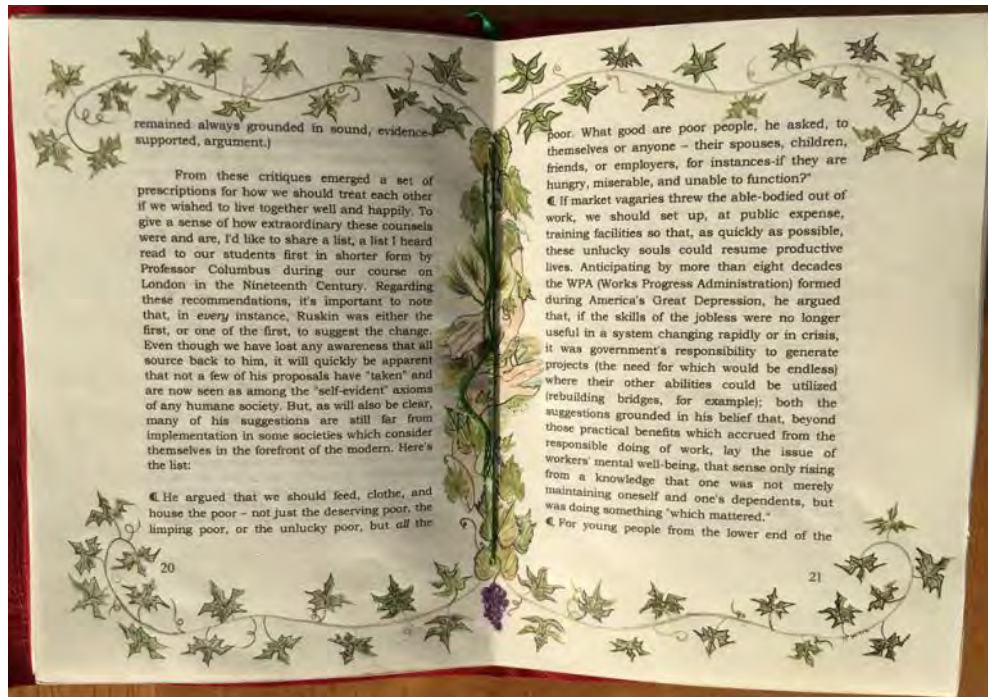 remained always grounded in sound, evidence-
supported, argument.)
From these critiques emerged a set of
prescriptions for how we should treat each other
if we wished to live together well and happily. To
give a sense of how extraordinary these counsels
were and are, I'd like to share a list, a list I heard
read to our students first in shorter form by
Professor Columbus during our course on
London in the Nineteenth Century. Regarding
these recommendations, it's important to note
that, in every instance, Ruskin was either the
first, or one of the first, to suggest the change.
Even though we have lost any awareness that all
source back to him, it will quickly be apparent
that not a few of his proposals have "taken" and
are now seen as among the "self-evident" axioms
of any humane society. But, as will also be clear,
many of his suggestions are still far from
implementation in some societies which consider
themselves in the forefront of the modern. Here's
the list:
¶ He argued that we should feed, clothe, and
house the poor – not just the deserving poor, the
limping poor, or the unlucky poor, but all the
20
poor. What good are poor people, he asked, to
themselves or anyone – their spouses, children,
friends, or employers, for instances-if they are
hungry, miserable, and unable to function?"
¶ If market vagaries threw the able-bodied out of
work, we should set up, at public expense,
training facilities so that, as quickly as possible,
these unlucky souls could resume productive
lives. Anticipating by more than eight decades
the WPA (Works Progress Administration) formed
during America's Great Depression, he argued
that, if the skills of the jobless were no longer
useful in a system changing rapidly or in crisis,
it was government's responsibility to generate
projects (the need for which would be endless)
where their other abilities could be utilized
(rebuilding bridges, for example); both the
suggestions grounded in his belief that, beyond
those practical benefits which accrued from the
responsible doing of work, lay the issue of
workers' mental well-being, that sense only rising
from a knowledge that one was not merely
maintaining oneself and one's dependents, but
was doing something "which mattered."
¶ For young people from the lower end of the
21